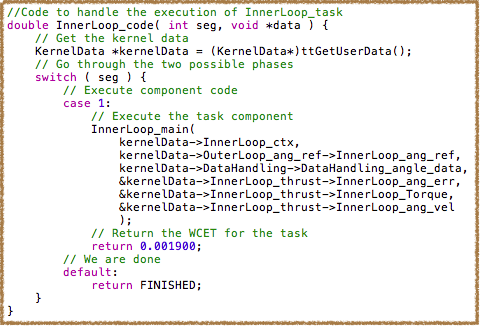 //Code to handle the execution of InnerLoop_task
double InnerLoop_code( int seg, void *data ) {
    // Get the kernel data
    KernelData *kernelData = (KernelData*)ttGetUserData();
    // Go through the two possible phases
    switch ( seg ) {
        // Execute component code
        case 1:
            // Execute the task component
            InnerLoop_main(
                kernelData->InnerLoop_ctx,
                kernelData->OuterLoop_ang_ref->InnerLoop_ang_ref,
                kernelData->DataHandling->DataHandling_angle_data,
                &kernelData->InnerLoop_thrust->InnerLoop_ang_err,
                &kernelData->InnerLoop_thrust->InnerLoop_Torque,
                &kernelData->InnerLoop_thrust->InnerLoop_ang_vel
                );
            // Return the WCET for the task
            return 0.001900;
        // We are done
        default:
            return FINISHED;
    }
}